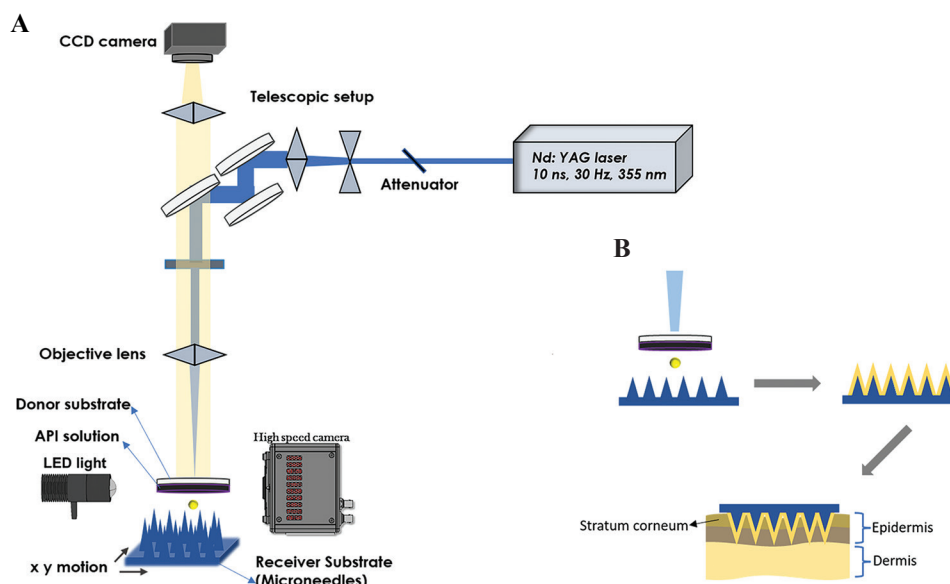 A
CCD camera
Telescopic setup
Nd: YAG laser
10 ns, 30 Hz, 355 nm
Attenuator
Objective lens
Donor substrate
API solution
LED light
High speed camera
x y motion
Receiver Substrate
(Microneedles)
B
Stratum corneum
Epidermis
Dermis